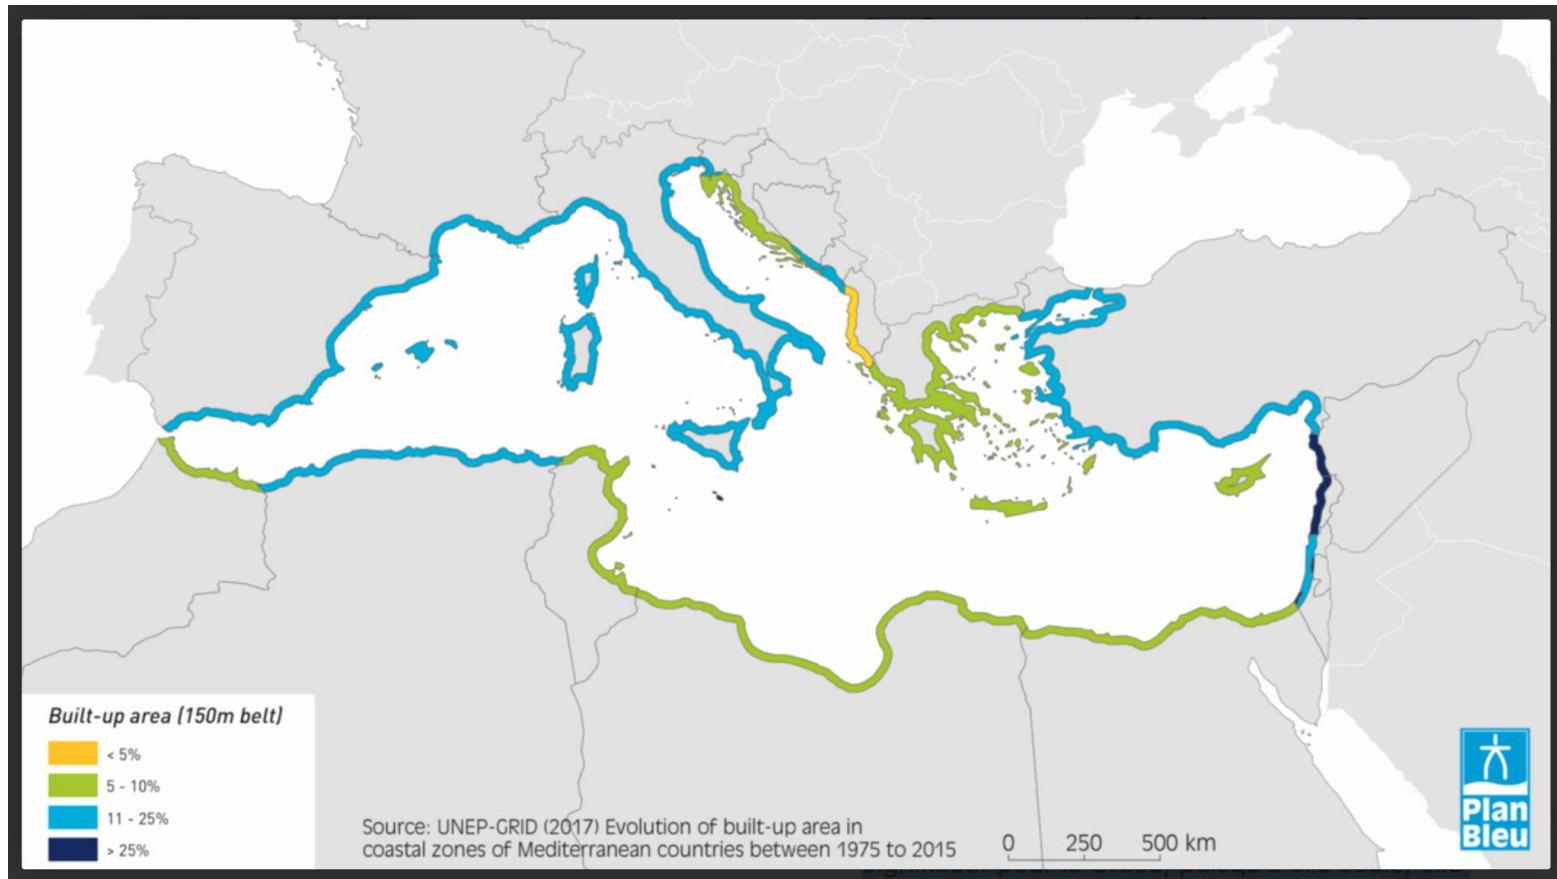 Built-up area (150m belt)
< 5%
5 - 10%
11 - 25%
> 25%
Source: UNEP-GRID (2017) Evolution of built-up area in
coastal zones of Mediterranean countries between 1975 to 2015
0 250 500 km
Plan
Bleu